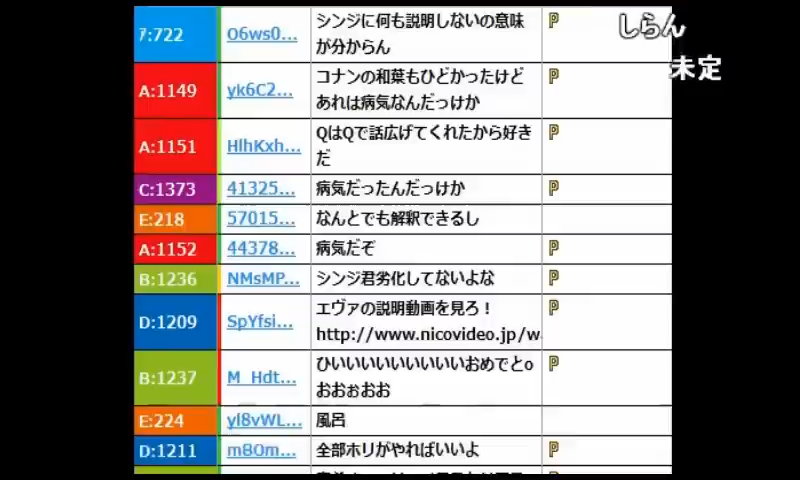 しらん
未定
7:722 O6ws0... シンジに何も説明しないの意味 P
が分からん
A:1149 yk6C2... コナンの和葉もひどかったけど P
あれは病気なんだっけか
A:1151 HlhKxh... QはQで話広げてくれたから好き P
だ
C:1373 41325... 病気だったんだっけか P
E:218 57015... なんとでも解釈できるし
A:1152 44378... 病気だぞ P
B:1236 NMsMP... シンジ君劣化してないよな P
D:1209 SpYfsi... エヴァの説明動画を見ろ! P
http://www.nicovideo.jp/w
B:1237 M_Hdt... ひいいいいいいいいいおめでとo P
おおぉおお
E:224 yl8vWL... 風呂
D:1211 mBOm... 全部ホリがやればいいよ P